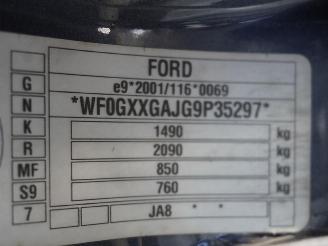 FORD
G e9*2001/116*0069
N *WF0GXXGAJG9P35297*
K 1490 kg
R 2090 kg
MF 850 kg
S9 760 kg
7 JA8 * *